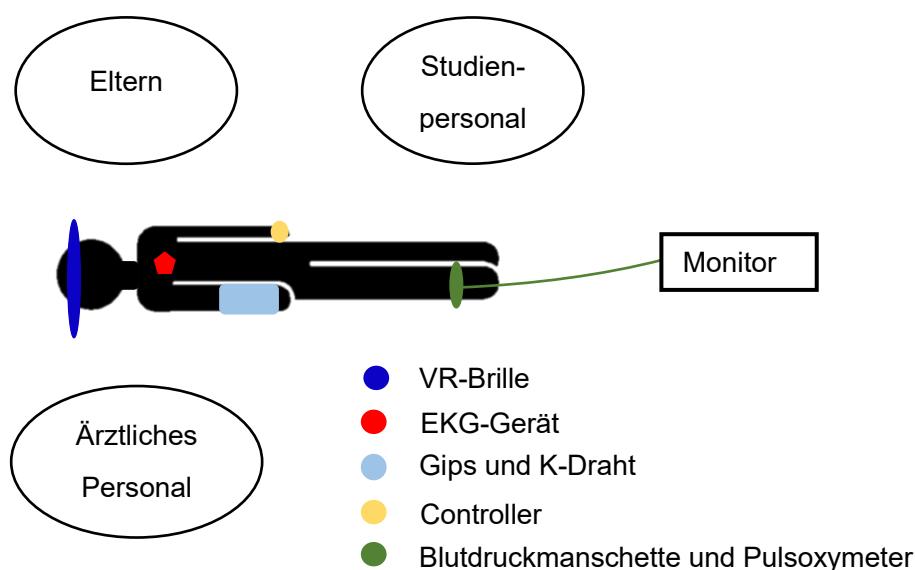 Eltern
Studien-
personal
Monitor
Ärztliches
Personal
VR-Brille
EKG-Gerät
Gips und K-Draht
Controller
Blutdruckmanschette und Pulsoxymeter